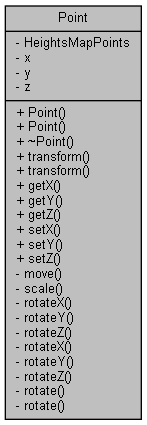 Point
- HeightsMapPoints
- x
- y
- z
+ Point()
+ Point()
+ ~Point()
+ transform()
+ transform()
+ getX()
+ getY()
+ getZ()
+ setX()
+ setY()
+ setZ()
- move()
- scale()
- rotateX()
- rotateY()
- rotateZ()
- rotateX()
- rotateY()
- rotateZ()
- rotate()
- rotate()